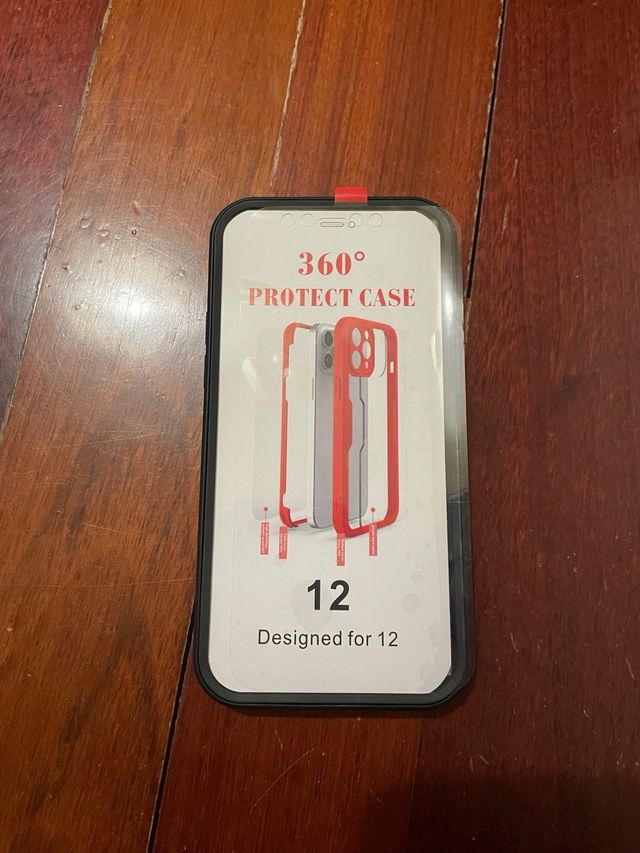 360°
PROTECT CASE
12
Designed for 12